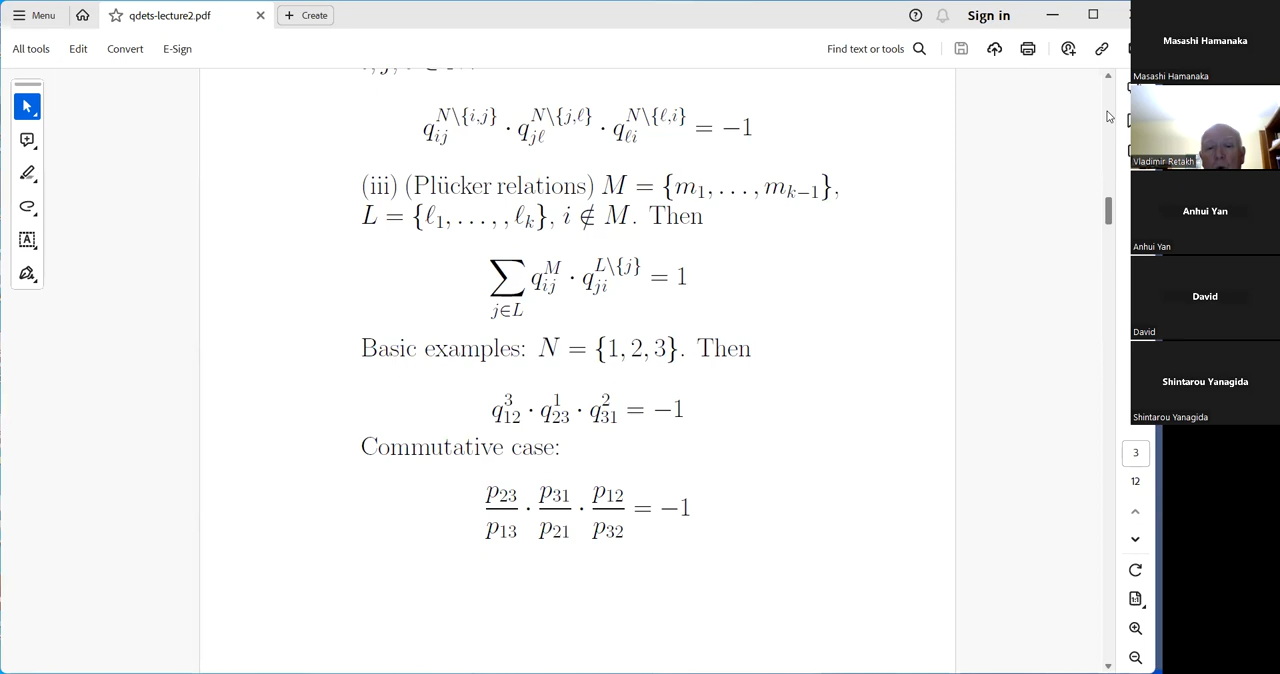 Menu
qdets-lecture2.pdf
Create
Sign in
All tools
Edit
Convert
E-Sign
Find text or tools
q_{ij}^{N\{i,j}} · q_{jℓ}^{N\{j,ℓ}} · q_{ℓi}^{N\{ℓ,i}} = −1
(iii) (Plücker relations) M = {m_1, . . . , m_{k−1}},
L = {ℓ_1, . . . , , ℓ_k}, i ∉ M. Then
∑_{j∈L} q_{ij}^{M} · q_{ji}^{L\{j}} = 1
Basic examples: N = {1, 2, 3}. Then
q_{12}^{3} · q_{23}^{1} · q_{31}^{2} = −1
Commutative case:
p_{23}/p_{13} · p_{31}/p_{21} · p_{12}/p_{32} = −1
Masashi Hamanaka
Masashi Hamanaka
Vladimir Retakh
Anhui Yan
Anhui Yan
David
David
Shintarou Yanagida
Shintarou Yanagida
3
12